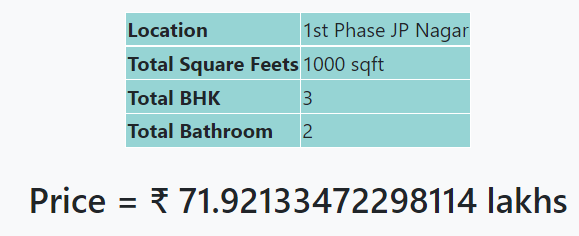 Location 1st Phase JP Nagar
Total Square Feets 1000 sqft
Total BHK 3
Total Bathroom 2
Price = ₹ 71.92133472298114 lakhs